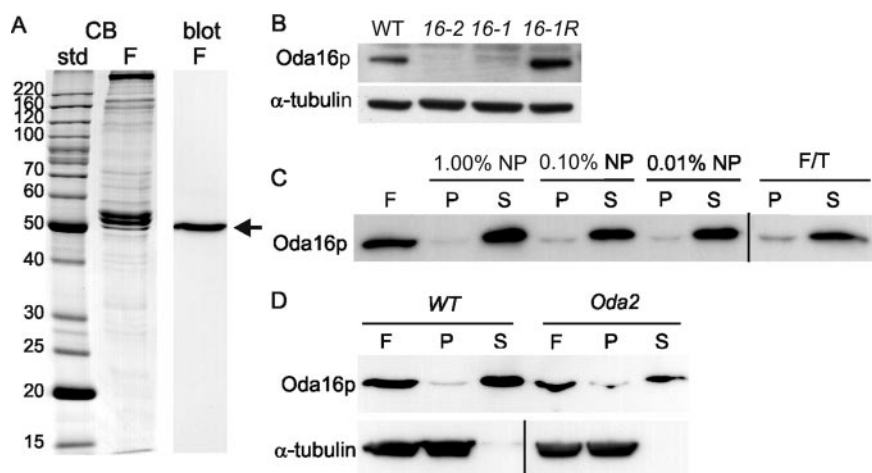 A
CB
blot
std
F
F
220
160
120
100
70
60
50
40
30
25
20
15
B
WT 16-2 16-1 16-1R
Oda16p
α-tubulin
C
1.00% NP 0.10% NP 0.01% NP F/T
F P S P S P S P S
Oda16p
D
WT Oda2
F P S F P S
Oda16p
α-tubulin